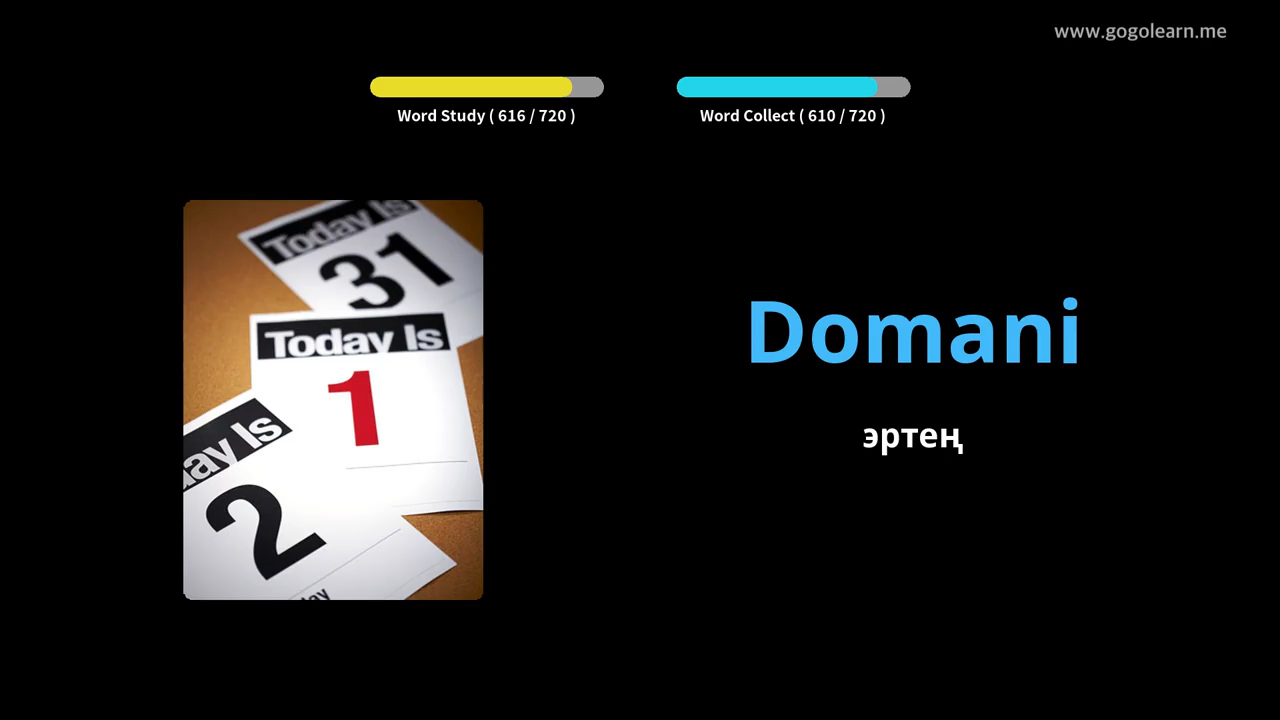 www.gogolearn.me
Word Study ( 616 / 720 )
Word Collect ( 610 / 720 )
Today Is
31
Today Is
1
ay Is
2
Domani
эртең